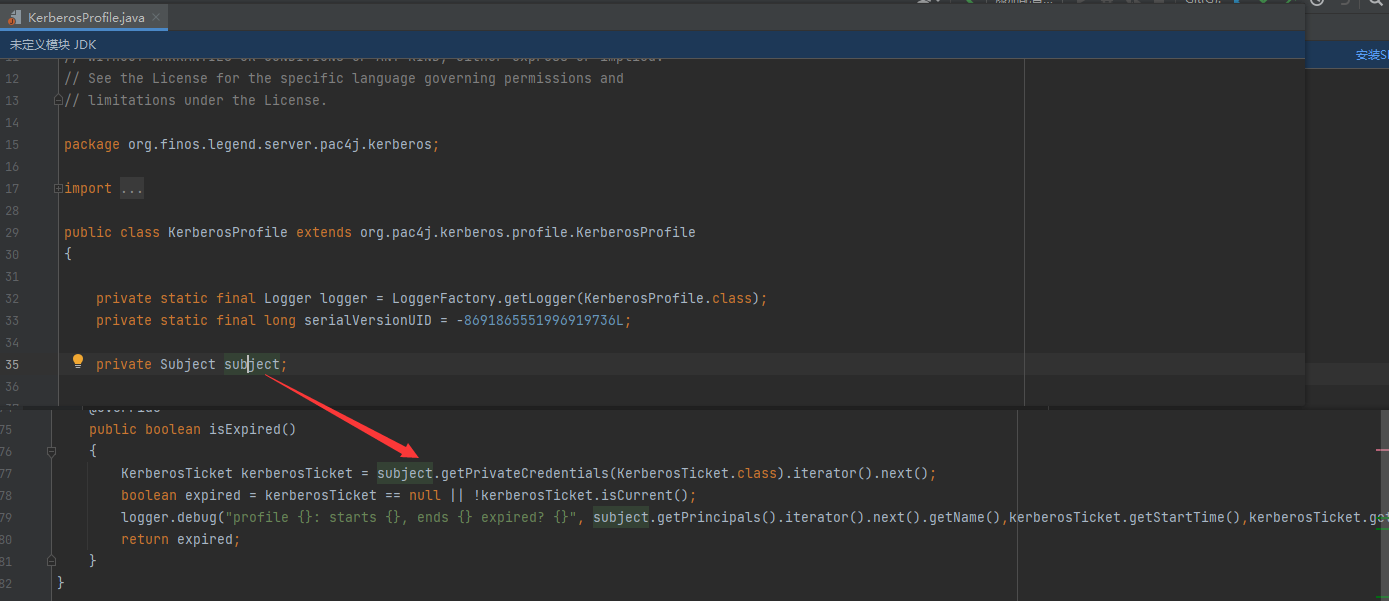 KerberosProfile.java
未定义模块 JDK
安装S
12 // See the License for the specific language governing permissions and
13 // limitations under the License.
14
15 package org.finos.legend.server.pac4j.kerberos;
16
17 import ...
28
29 public class KerberosProfile extends org.pac4j.kerberos.profile.KerberosProfile
30 {
31
32 private static final Logger logger = LoggerFactory.getLogger(KerberosProfile.class);
33 private static final long serialVersionUID = -8691865551996919736L;
34
35 private Subject subject;
36
75 public boolean isExpired()
76 {
77 KerberosTicket kerberosTicket = subject.getPrivateCredentials(KerberosTicket.class).iterator().next();
78 boolean expired = kerberosTicket == null || !kerberosTicket.isCurrent();
79 logger.debug("profile {}: starts {}, ends {} expired? {}", subject.getPrincipals().iterator().next().getName(),kerberosTicket.getStartTime(),kerberosTicket.get
80 return expired;
81 }
82 }